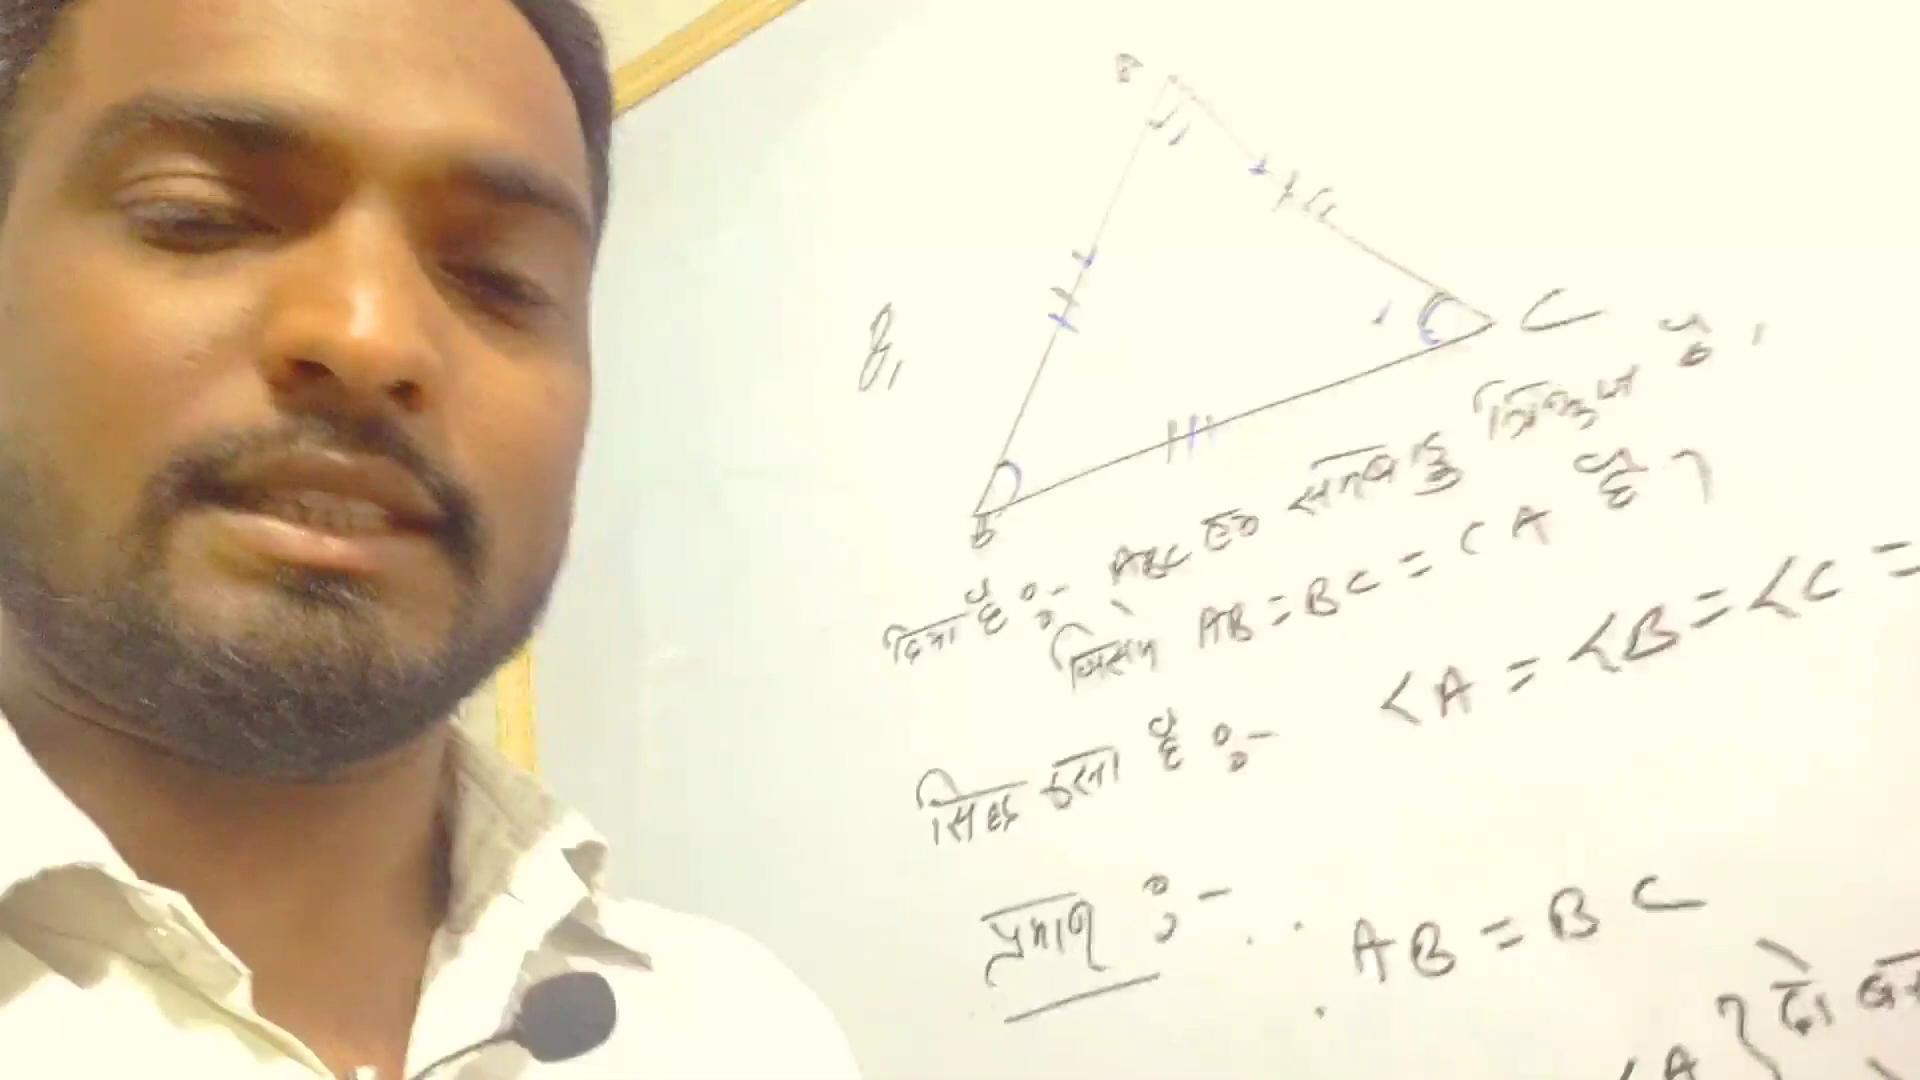 C
B
दिया है :- ABC एक समबाहु त्रिभुज है,
जिसमें AB = BC = CA है ।
सिद्ध करना है :- <A = <B = <C =
प्रमाण :- ∵ AB = BC
<A } दो